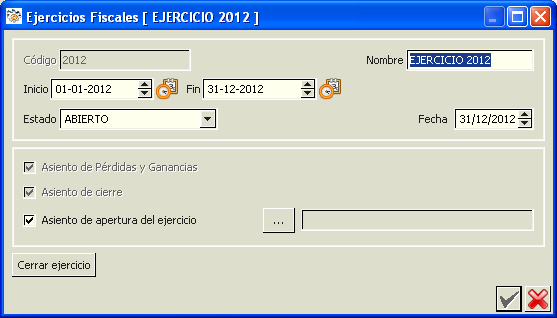 Ejercicios Fiscales [ EJERCICIO 2012 ]
Código 2012 Nombre EJERCICIO 2012
Inicio 01-01-2012 Fin 31-12-2012
Estado ABIERTO Fecha 31/12/2012
Asiento de Pérdidas y Ganancias
Asiento de cierre
Asiento de apertura del ejercicio ...
Cerrar ejercicio